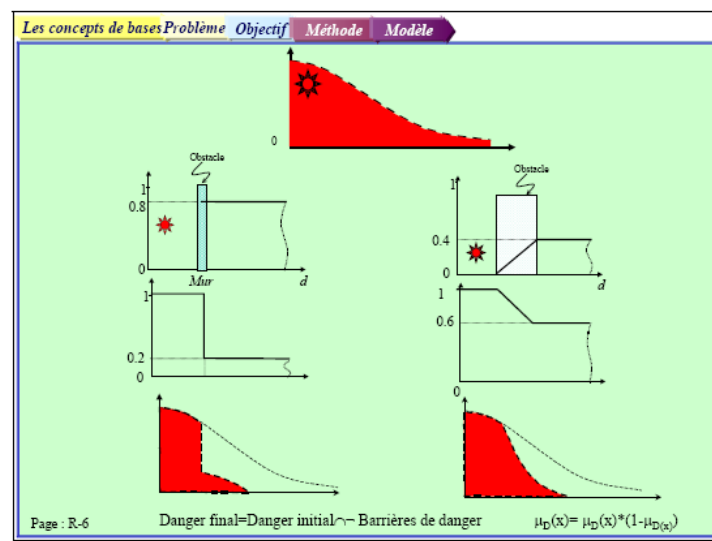 Les concepts de bases Problème Objectif Méthode Modèle
0
Obstacle
1
0.8
0
Mur
d
Obstacle
1
0.4
0
d
1
0.2
0
1
0.6
0
Page : R-6
Danger final=Danger initial⌒¬ Barrières de danger
μD(x)= μD(x)*(1-μD(x))